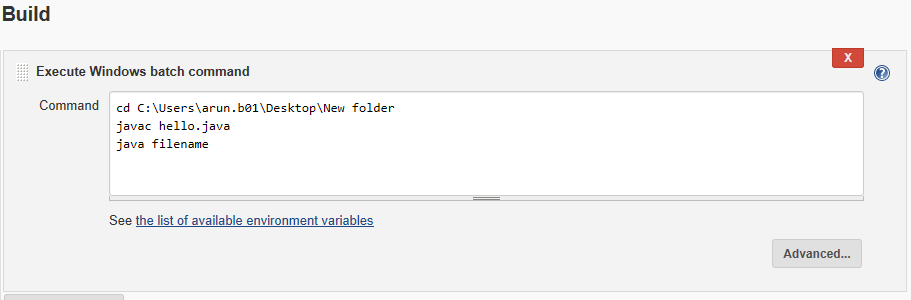 Build
Execute Windows batch command
X
?
Command
cd C:\Users\arun.b01\Desktop\New folder
javac hello.java
java filename
See the list of available environment variables
Advanced...